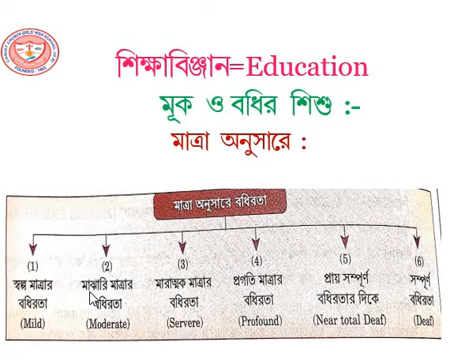 শিক্ষাবিজ্ঞান=Education
মূক ও বধির শিশু :-
মাত্রা অনুসারে :
মাত্রা অনুসারে বধিরতা
(1) (2) (3) (4) (5) (6)
স্বল্প মাত্রার মাঝারি মাত্রার মারাত্মক মাত্রার প্রগতি মাত্রার প্রায় সম্পূর্ণ সম্পূর্ণ
বধিরতা বধিরতা বধিরতা বধিরতা বধিরতার দিকে বধিরতা
(Mild) (Moderate) (Servere) (Profound) (Near total Deaf) (Deaf)